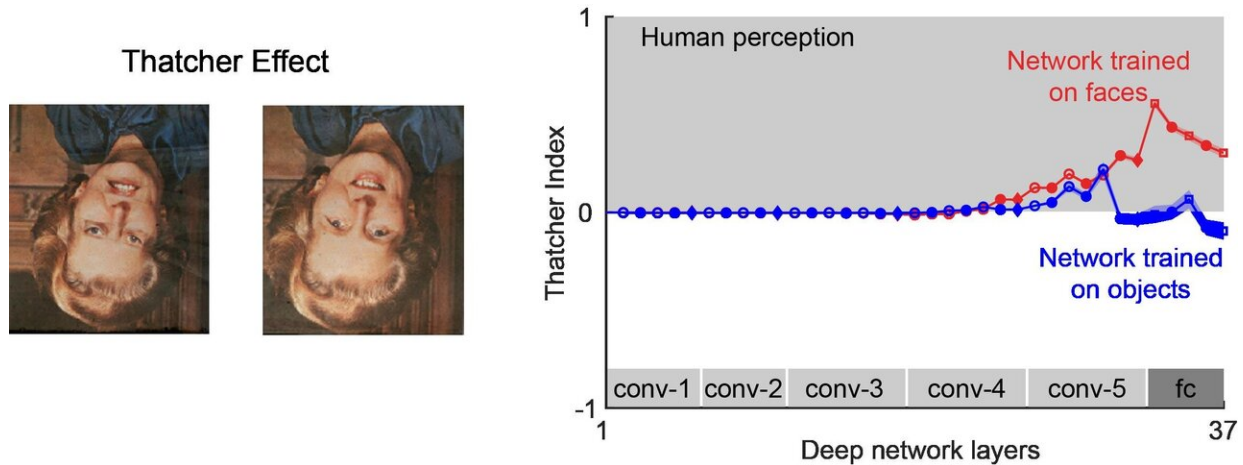 Thatcher Effect
1
Human perception
Network trained
on faces
Thatcher Index
0
Network trained
on objects
conv-1
conv-2
conv-3
conv-4
conv-5
fc
-1
1
37
Deep network layers